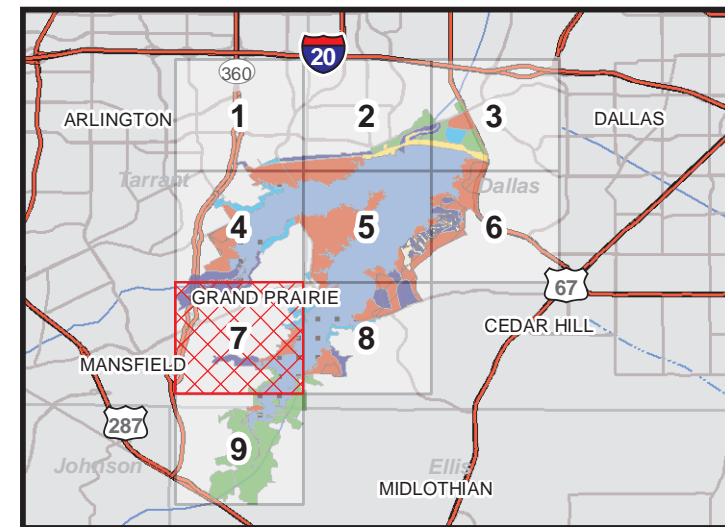 20
360
1
2
3
ARLINGTON
DALLAS
Tarrant
Dallas
4
5
6
67
GRAND PRAIRIE
CEDAR HILL
7
8
MANSFIELD
287
9
Johnson
Ellis
MIDLOTHIAN